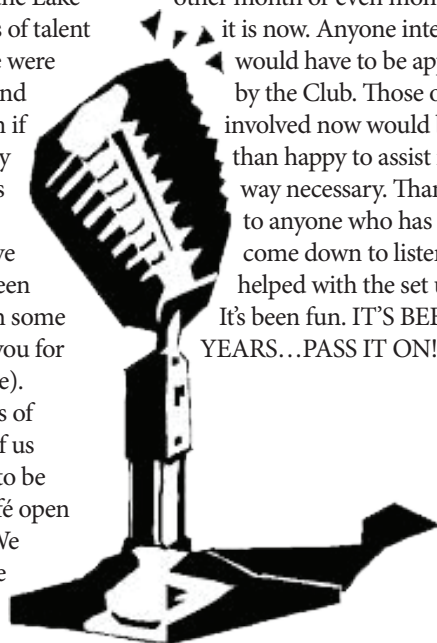 the Lake
s of talent
e were
nd
n if
y
s
ve
een
n some
you for
e).
s of
f us
to be
fé open
We
e
other month or even mon
it is now. Anyone inte
would have to be ap
by the Club. Those o
involved now would b
than happy to assist
way necessary. Than
to anyone who has
come down to listen
helped with the set u
It's been fun. IT'S BEE
YEARS…PASS IT ON!